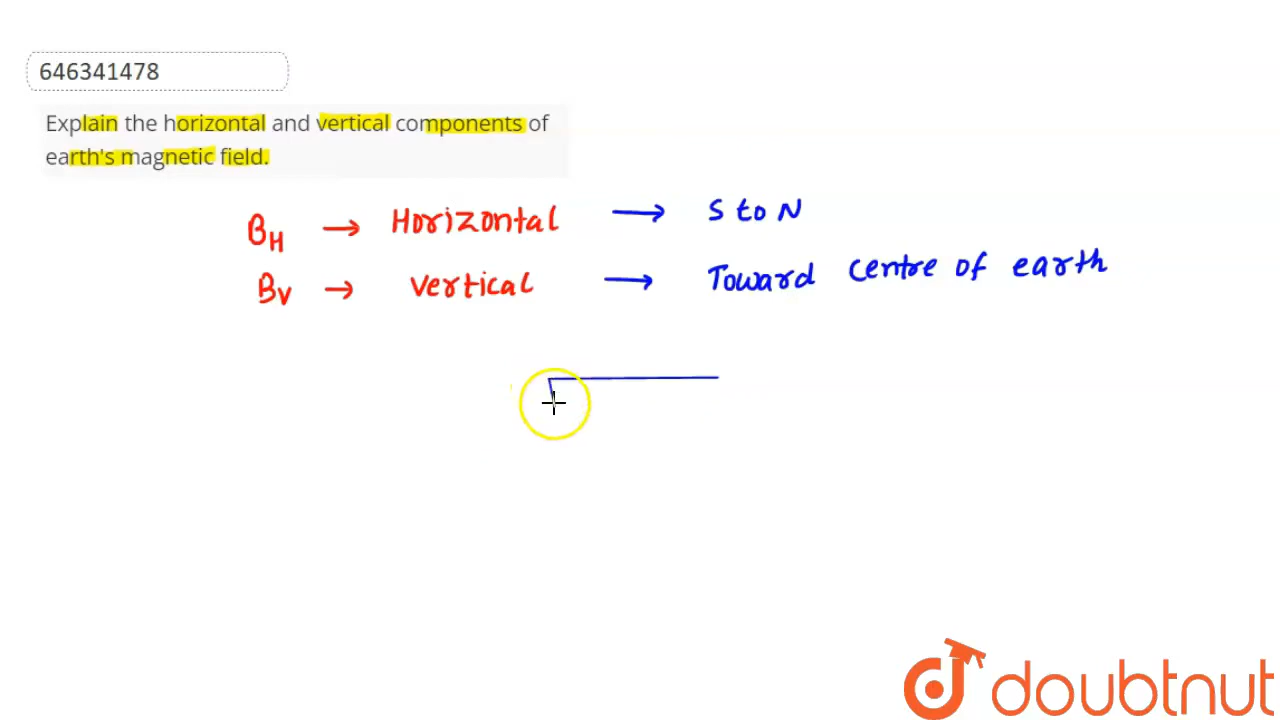 646341478
Explain the horizontal and vertical components of
earth's magnetic field.
BH → Horizontal → S to N
BV → Vertical → Toward centre of earth
doubtnut